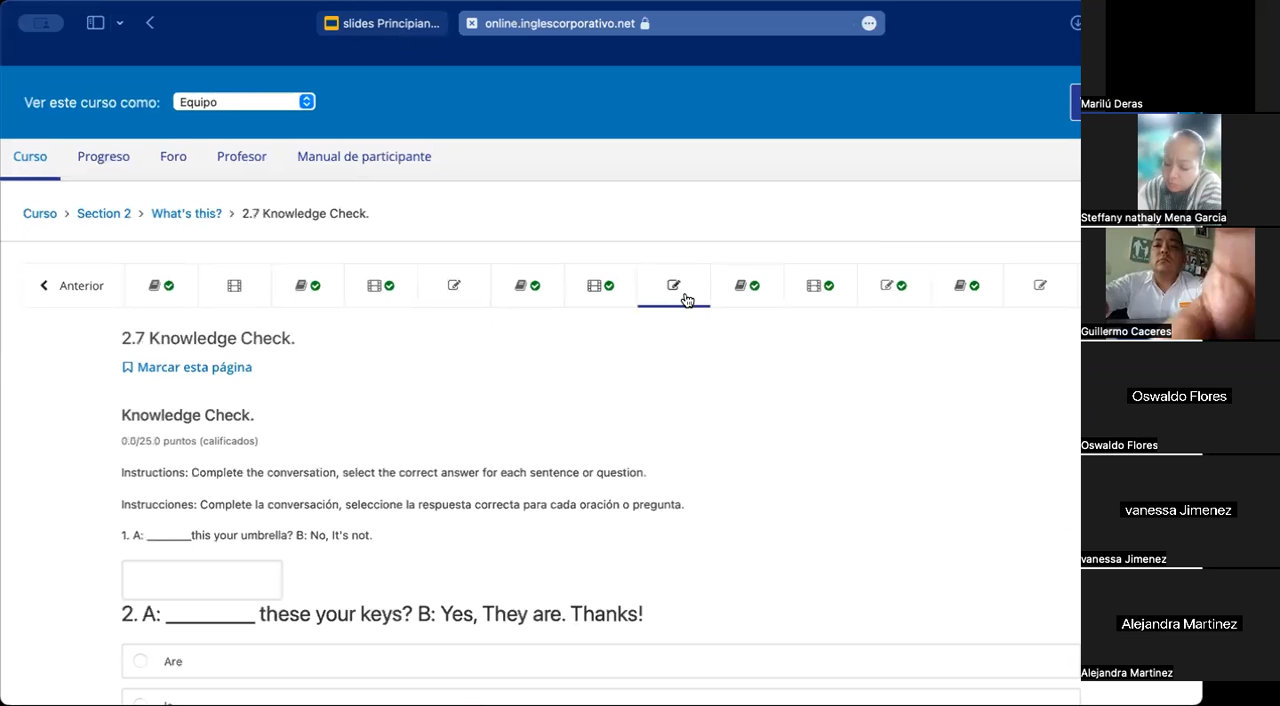 slides Principian...
online.inglescorporativo.net
Ver este curso como:
Equipo
Curso
Progreso
Foro
Profesor
Manual de participante
Curso > Section 2 > What's this? > 2.7 Knowledge Check.
Anterior
2.7 Knowledge Check.
Marcar esta página
Knowledge Check.
0.0/25.0 puntos (calificados)
Instructions: Complete the conversation, select the correct answer for each sentence or question.
Instrucciones: Complete la conversación, seleccione la respuesta correcta para cada oración o pregunta.
1. A: ________this your umbrella? B: No, It's not.
2. A: ________ these your keys? B: Yes, They are. Thanks!
Are
Marilú Deras
Steffany nathaly Mena Garcia
Guillermo Caceres
Oswaldo Flores
Oswaldo Flores
vanessa Jimenez
vanessa Jimenez
Alejandra Martinez
Alejandra Martinez